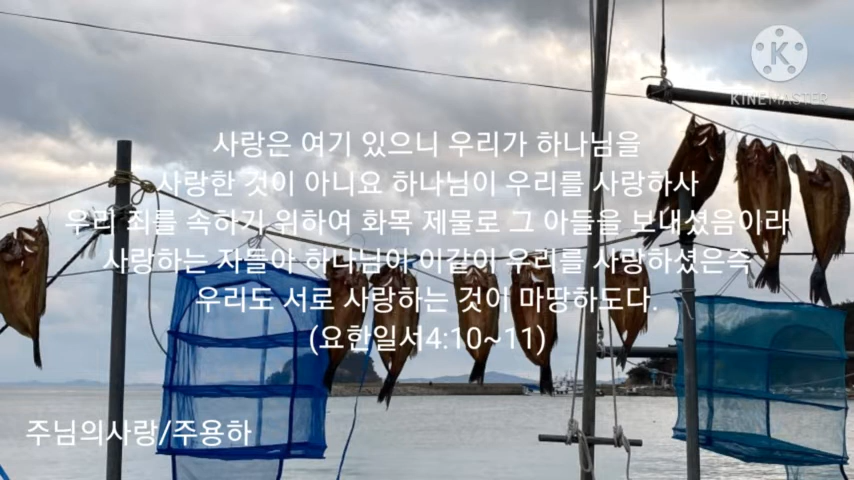 KINEMASTER
사랑은 여기 있으니 우리가 하나님을
사랑한 것이 아니요 하나님이 우리를 사랑하사
우리 죄를 속하기 위하여 화목 제물로 그 아들을 보내셨음이라
사랑하는 자들아 하나님이 이같이 우리를 사랑하셨은즉
우리도 서로 사랑하는 것이 마땅하도다.
(요한일서4:10~11)
주님의사랑/주용하